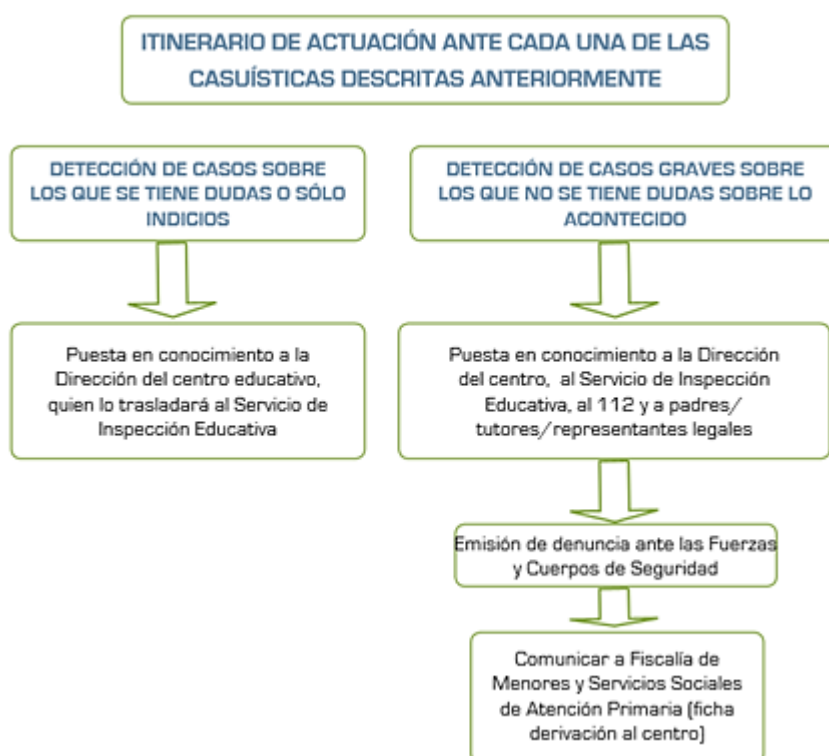 ITINERARIO DE ACTUACIÓN ANTE CADA UNA DE LAS
CASUÍSTICAS DESCRITAS ANTERIORMENTE
DETECCIÓN DE CASOS SOBRE
LOS QUE SE TIENE DUDAS O SÓLO
INDICIOS
Puesta en conocimiento a la
Dirección del centro educativo,
quien lo trasladará al Servicio de
Inspección Educativa
DETECCIÓN DE CASOS GRAVES SOBRE
LOS QUE NO SE TIENE DUDAS SOBRE LO
ACONTECIDO
Puesta en conocimiento a la Dirección
del centro, al Servicio de Inspección
Educativa, al 112 y a padres/
tutores/representantes legales
Emisión de denuncia ante las Fuerzas
y Cuerpos de Seguridad
Comunicar a Fiscalía de
Menores y Servicios Sociales
de Atención Primaria (ficha
derivación al centro)